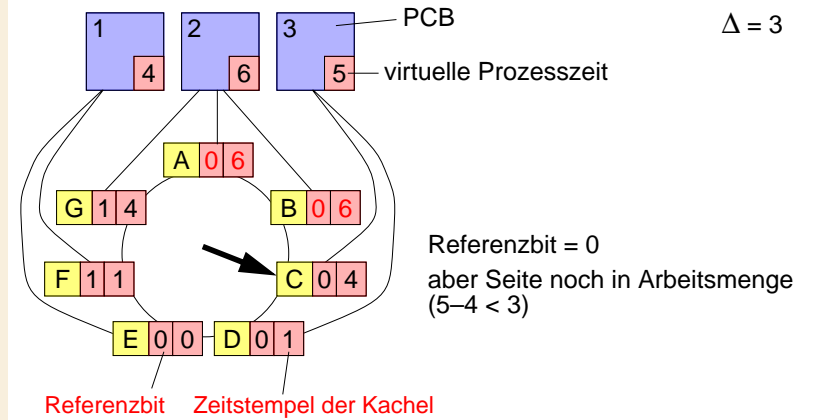 1 2 3 PCB Δ = 3
4 6 5 virtuelle Prozesszeit
A 0 6
G 1 4 B 0 6
Referenzbit = 0
F 1 1 C 0 4 aber Seite noch in Arbeitsmenge
(5–4 < 3)
E 0 0 D 0 1
Referenzbit Zeitstempel der Kachel